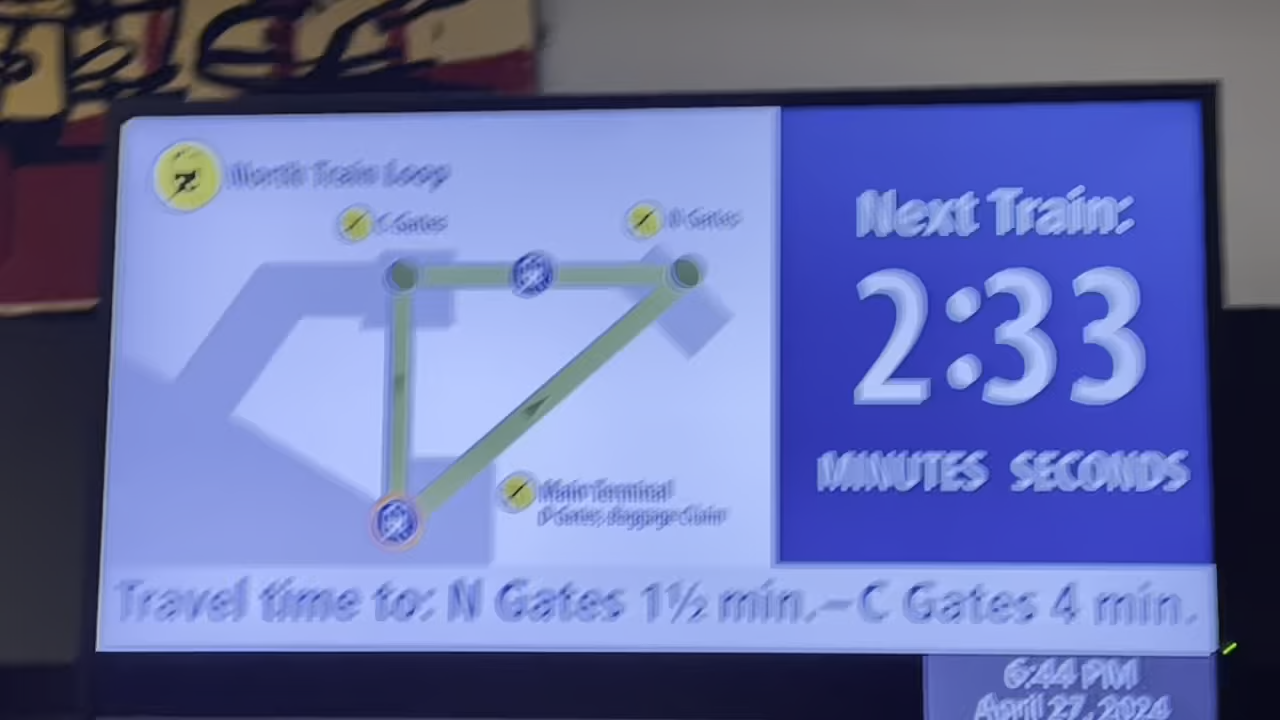 North Train Loop
C Gates
N Gates
Next Train:
2:33
MINUTES SECONDS
Main Terminal
D Gates, Baggage Claim
Travel time to: N Gates 1½ min.–C Gates 4 min.
6:44 PM
April 27, 2024